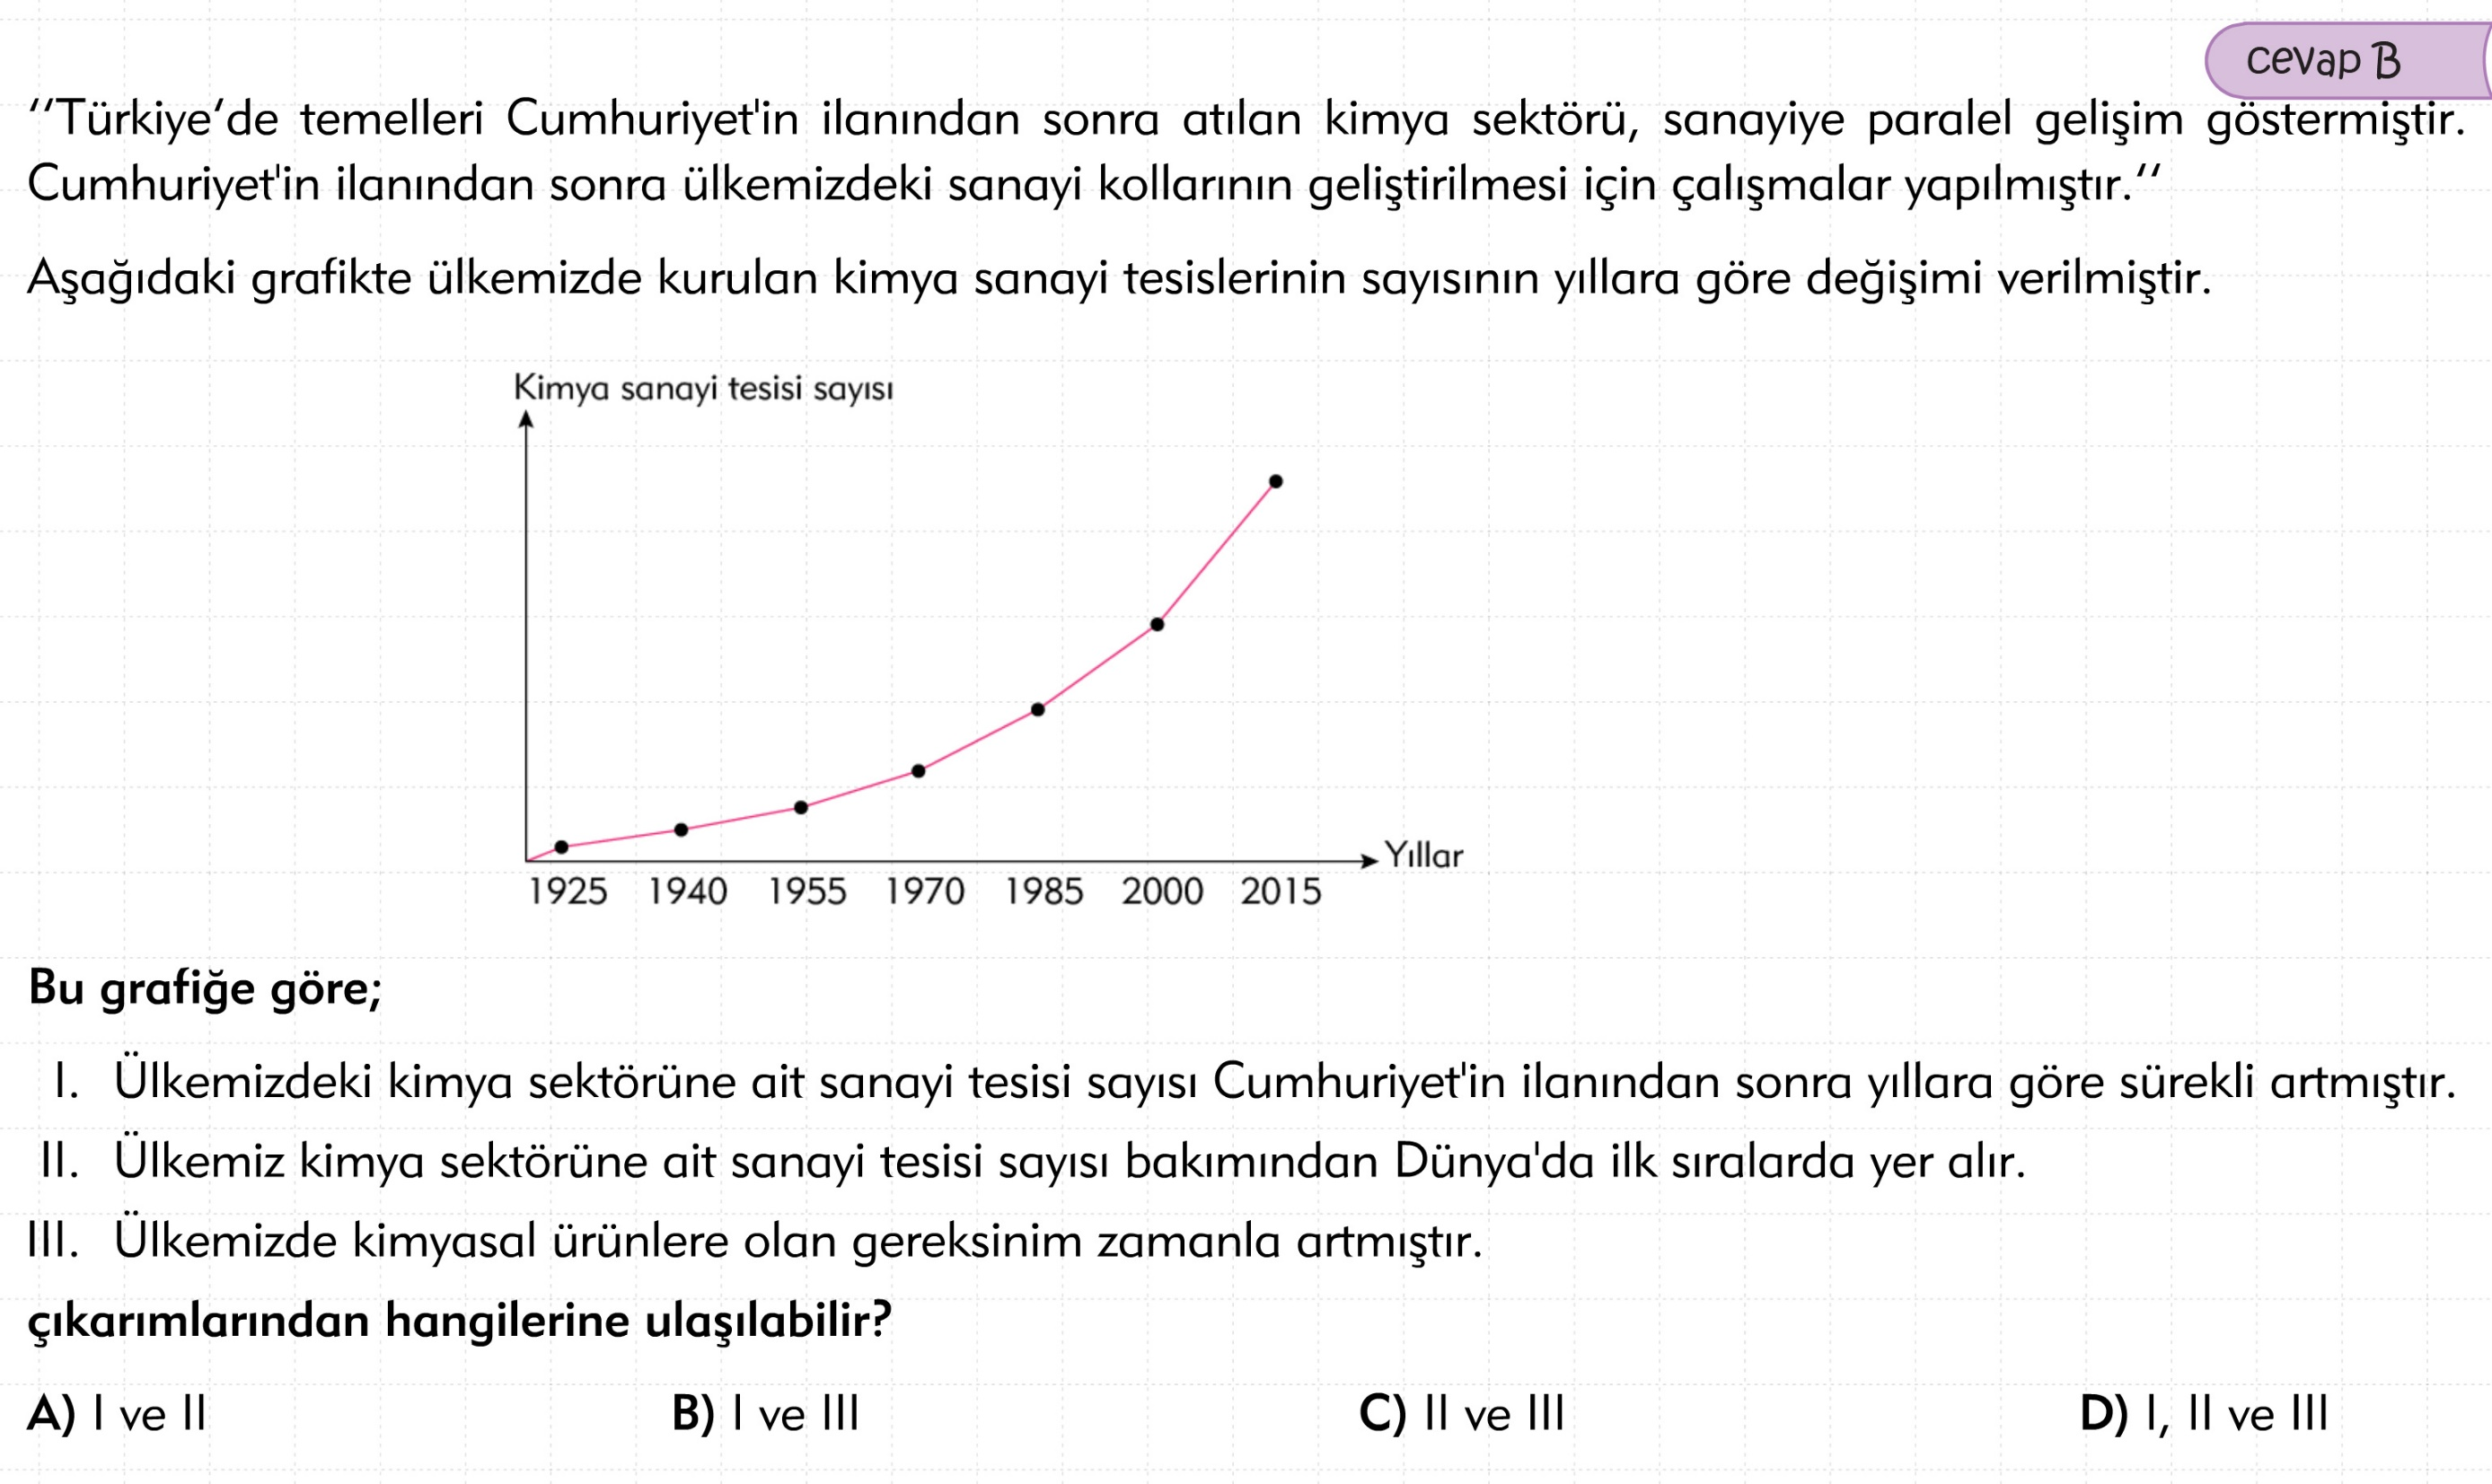 cevap B
‘‘Türkiye‘de temelleri Cumhuriyet'in ilanından sonra atılan kimya sektörü, sanayiye paralel gelişim göstermiştir.
Cumhuriyet'in ilanından sonra ülkemizdeki sanayi kollarının geliştirilmesi için çalışmalar yapılmıştır.‘‘
Aşağıdaki grafikte ülkemizde kurulan kimya sanayi tesislerinin sayısının yıllara göre değişimi verilmiştir.
Kimya sanayi tesisi sayısı
Yıllar
1925 1940 1955 1970 1985 2000 2015
Bu grafiğe göre;
I. Ülkemizdeki kimya sektörüne ait sanayi tesisi sayısı Cumhuriyet'in ilanından sonra yıllara göre sürekli artmıştır.
II. Ülkemiz kimya sektörüne ait sanayi tesisi sayısı bakımından Dünya'da ilk sıralarda yer alır.
III. Ülkemizde kimyasal ürünlere olan gereksinim zamanla artmıştır.
çıkarımlarından hangilerine ulaşılabilir?
A) I ve II B) I ve III C) II ve III D) I, II ve III